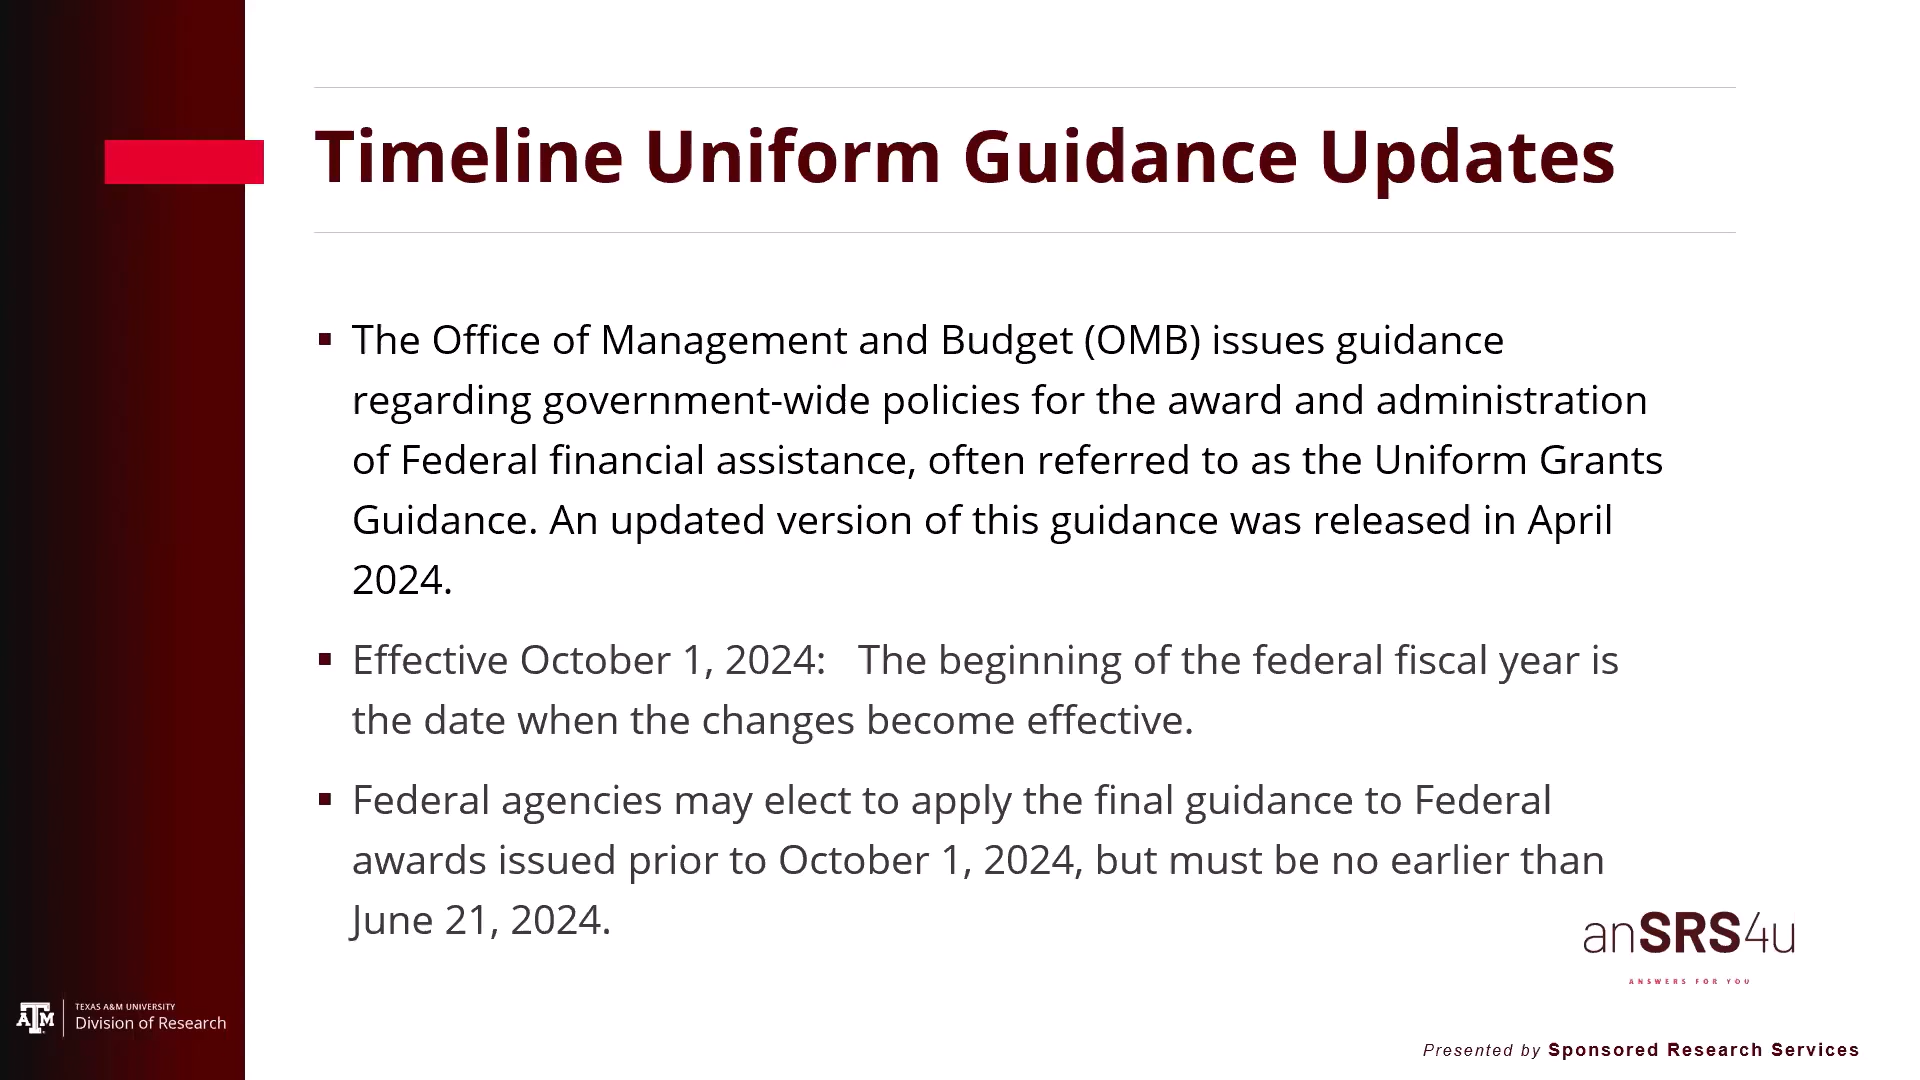 Timeline Uniform Guidance Updates
▪ The Office of Management and Budget (OMB) issues guidance
regarding government-wide policies for the award and administration
of Federal financial assistance, often referred to as the Uniform Grants
Guidance. An updated version of this guidance was released in April
2024.
▪ Effective October 1, 2024:   The beginning of the federal fiscal year is
the date when the changes become effective.
▪ Federal agencies may elect to apply the final guidance to Federal
awards issued prior to October 1, 2024, but must be no earlier than
June 21, 2024.
anSRS4u
ANSWERS FOR YOU
ATM
TEXAS A&M UNIVERSITY
Division of Research
Presented by Sponsored Research Services